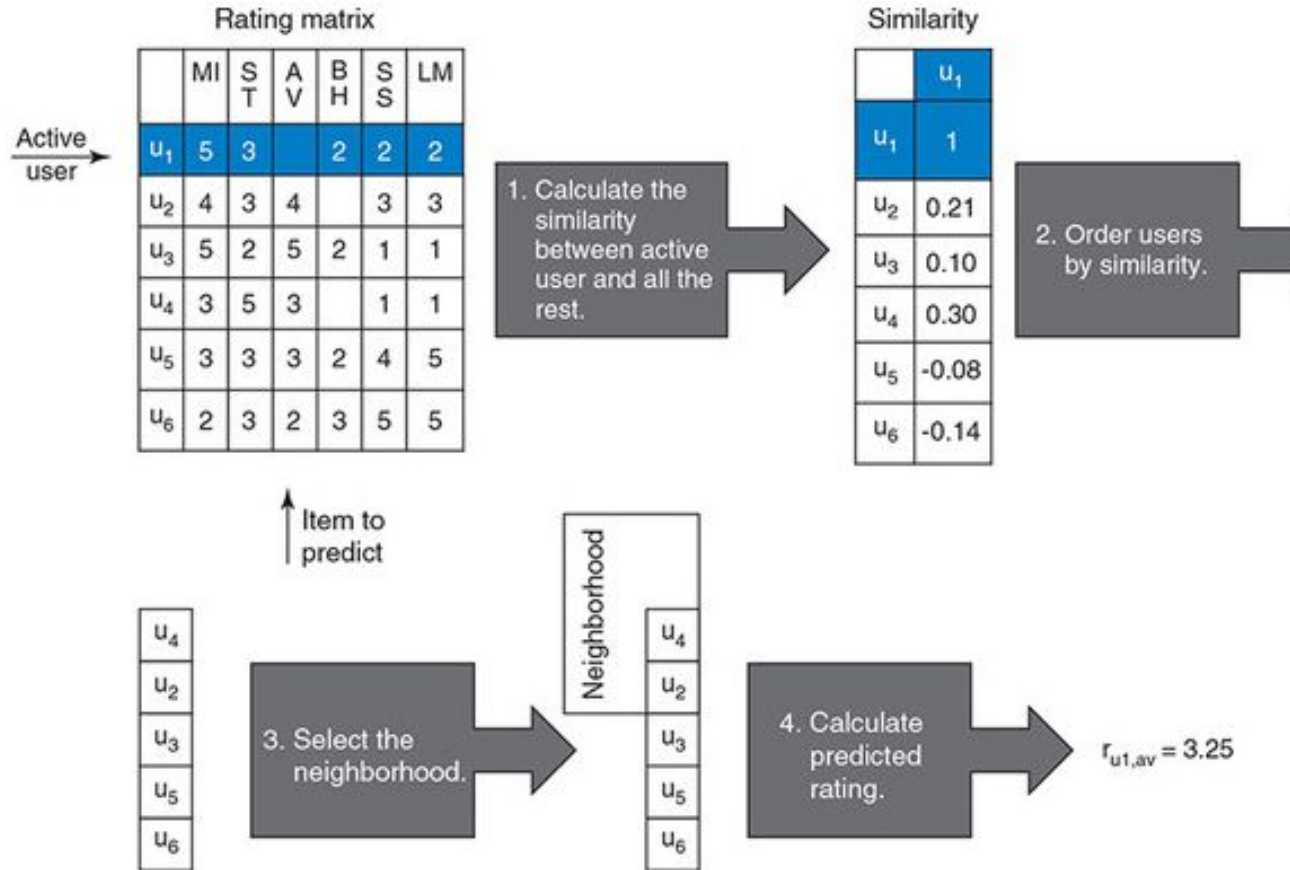 Rating matrix
MI S T A V B H S S LM
Active user
u1 5 3 2 2 2
u2 4 3 4 3 3
u3 5 2 5 2 1 1
u4 3 5 3 1 1
u5 3 3 3 2 4 5
u6 2 3 2 3 5 5
Item to
predict
1. Calculate the
similarity
between active
user and all the
rest.
Similarity
u1
u1 1
u2 0.21
u3 0.10
u4 0.30
u5 -0.08
u6 -0.14
2. Order users
by similarity.
u4
u2
u3
u5
u6
3. Select the
neighborhood.
Neighborhood
u4
u2
u3
u5
u6
4. Calculate
predicted
rating.
ru1,av = 3.25